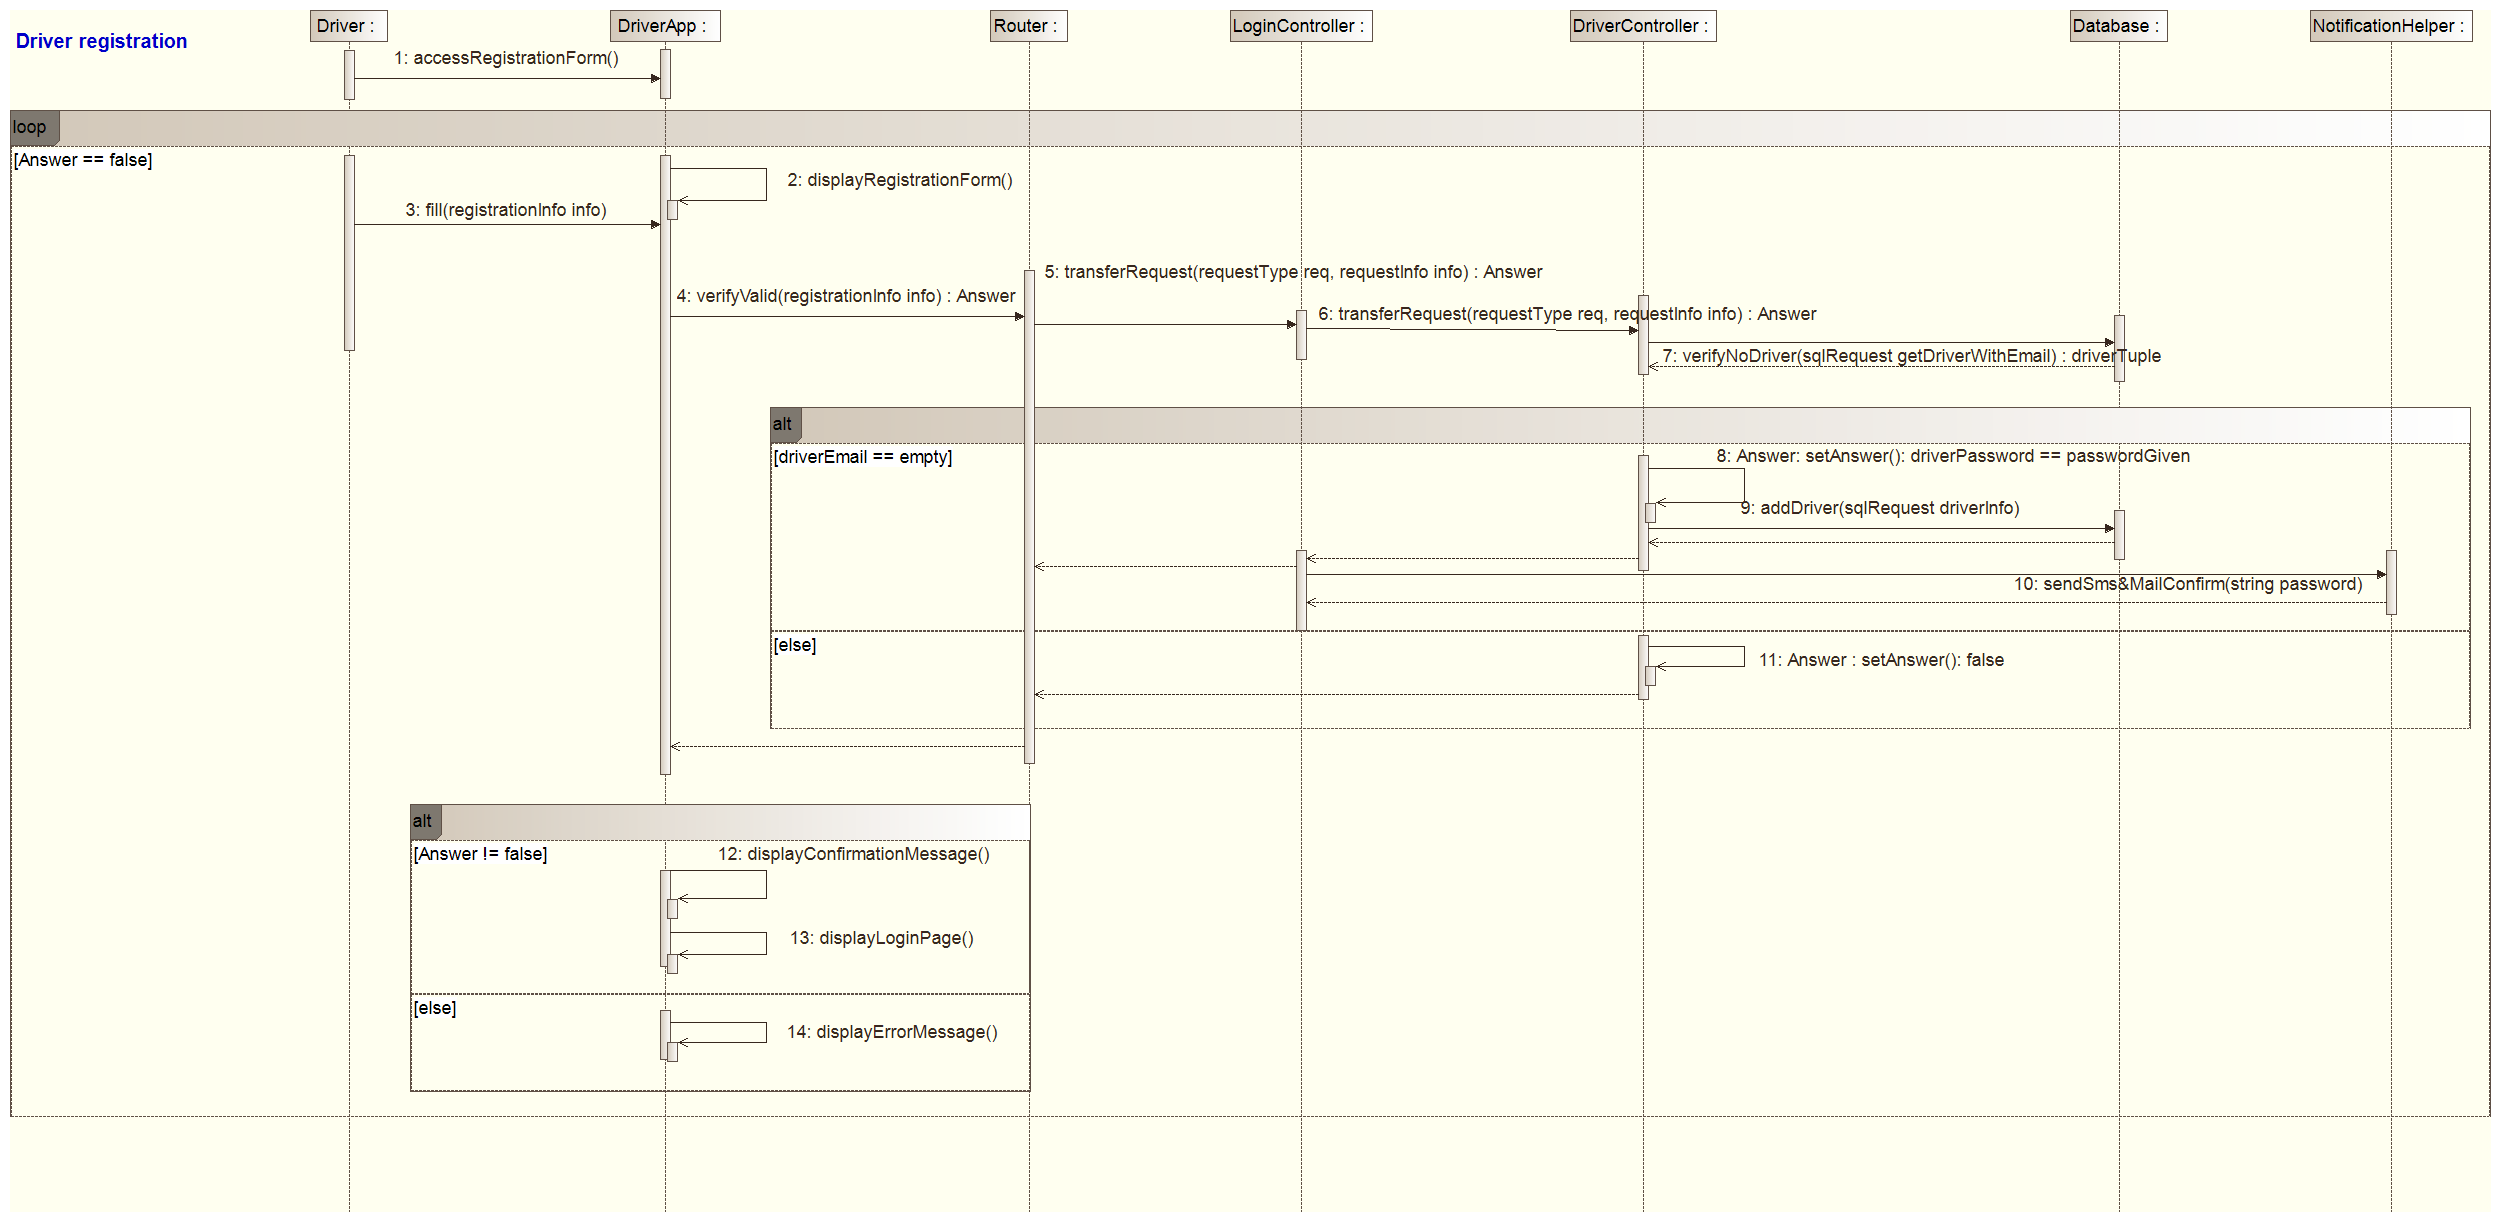 Driver registration
Driver :
DriverApp :
Router :
LoginController :
DriverController :
Database :
NotificationHelper :
1: accessRegistrationForm()
loop
[Answer == false]
2: displayRegistrationForm()
3: fill(registrationInfo info)
5: transferRequest(requestType req, requestInfo info) : Answer
4: verifyValid(registrationInfo info) : Answer
6: transferRequest(requestType req, requestInfo info) : Answer
7: verifyNoDriver(sqlRequest getDriverWithEmail) : driverTuple
alt
[driverEmail == empty]
8: Answer: setAnswer(): driverPassword == passwordGiven
9: addDriver(sqlRequest driverInfo)
10: sendSms&MailConfirm(string password)
[else]
11: Answer : setAnswer(): false
alt
[Answer != false]
12: displayConfirmationMessage()
13: displayLoginPage()
[else]
14: displayErrorMessage()